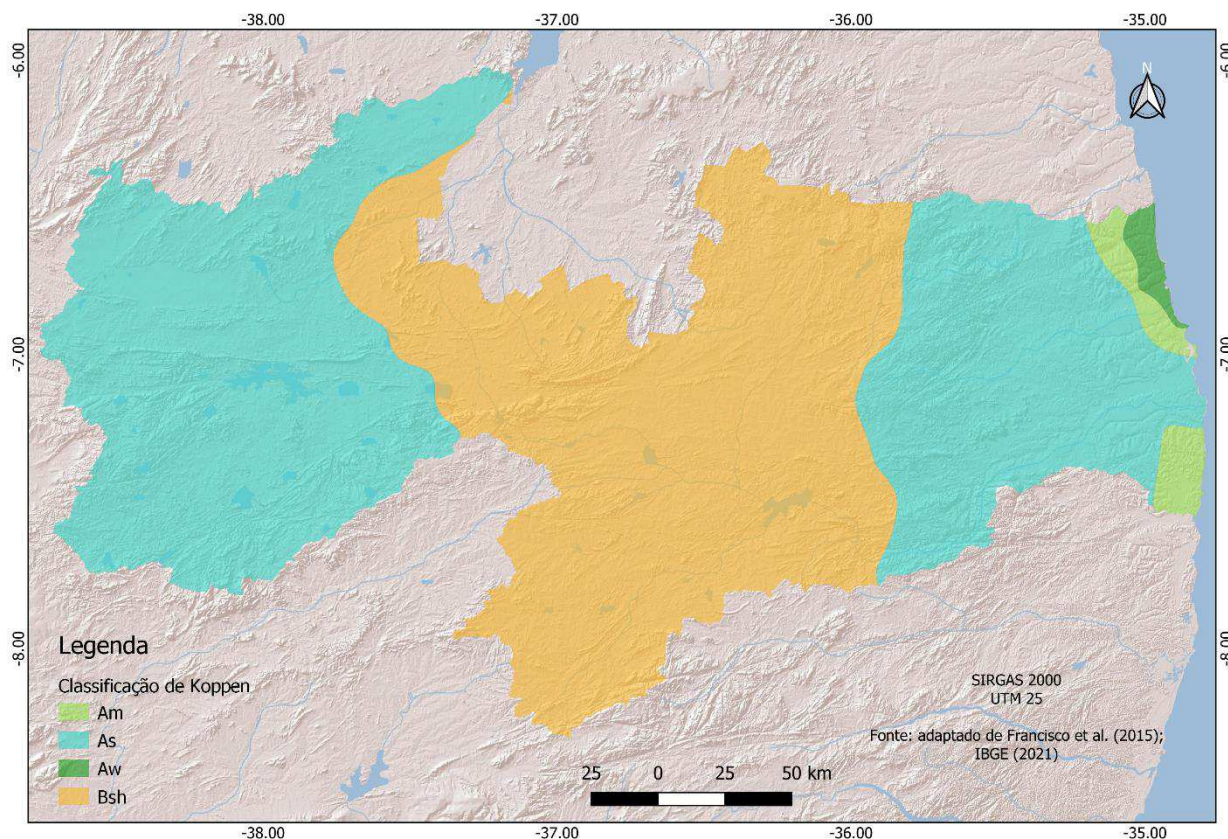 -38.00
-37.00
-36.00
-35.00
-6.00
-6.00
N
-7.00
-7.00
-8.00
-8.00
Legenda
Classificação de Koppen
Am
As
Aw
Bsh
SIRGAS 2000
UTM 25
Fonte: adaptado de Francisco et al. (2015);
IBGE (2021)
25 0 25 50 km
-38.00
-37.00
-36.00
-35.00